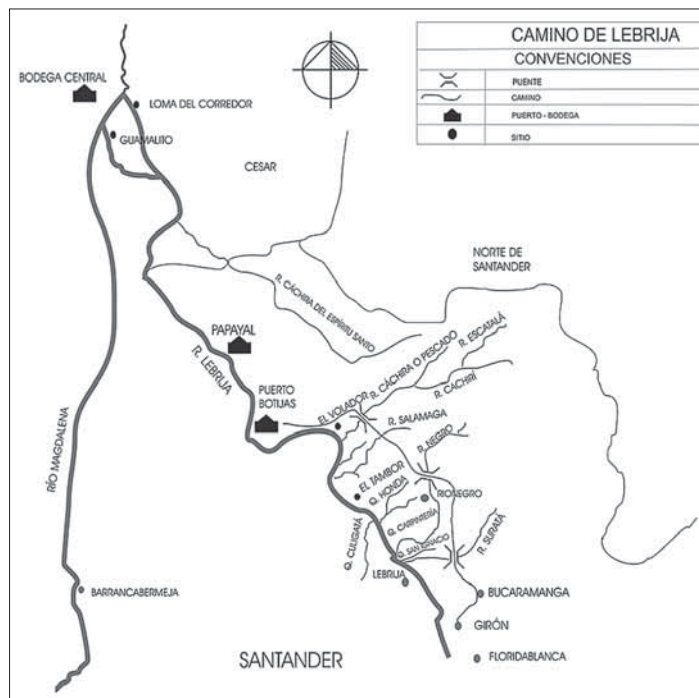 CAMINO DE LEBRIJA
CONVENCIONES
PUENTE
CAMINO
PUERTO - BODEGA
SITIO
BODEGA CENTRAL
LOMA DEL CORREDOR
GUAMALITO
CESAR
NORTE DE
SANTANDER
R. CÁCHIRA DEL ESPÍRITU SANTO
PAPAYAL
R. LEBRIJA
PUERTO
BOTIJAS
EL VOLADOR
R. CÁCHIRA O PESCADO
R. ESCATALÁ
R. CACHRÍ
R. SALAMAGA
R. NEGRO
RÍO MAGDALENA
EL TAMBOR
Q. HONDA
RIONEGRO
Q. CARPINTERÍA
Q. CULIGATÁ
Q. SAN IGNACIO
R. SURATÁ
LEBRIJA
BARRANCABERMEJA
BUCARAMANGA
GIRÓN
SANTANDER
FLORIDABLANCA